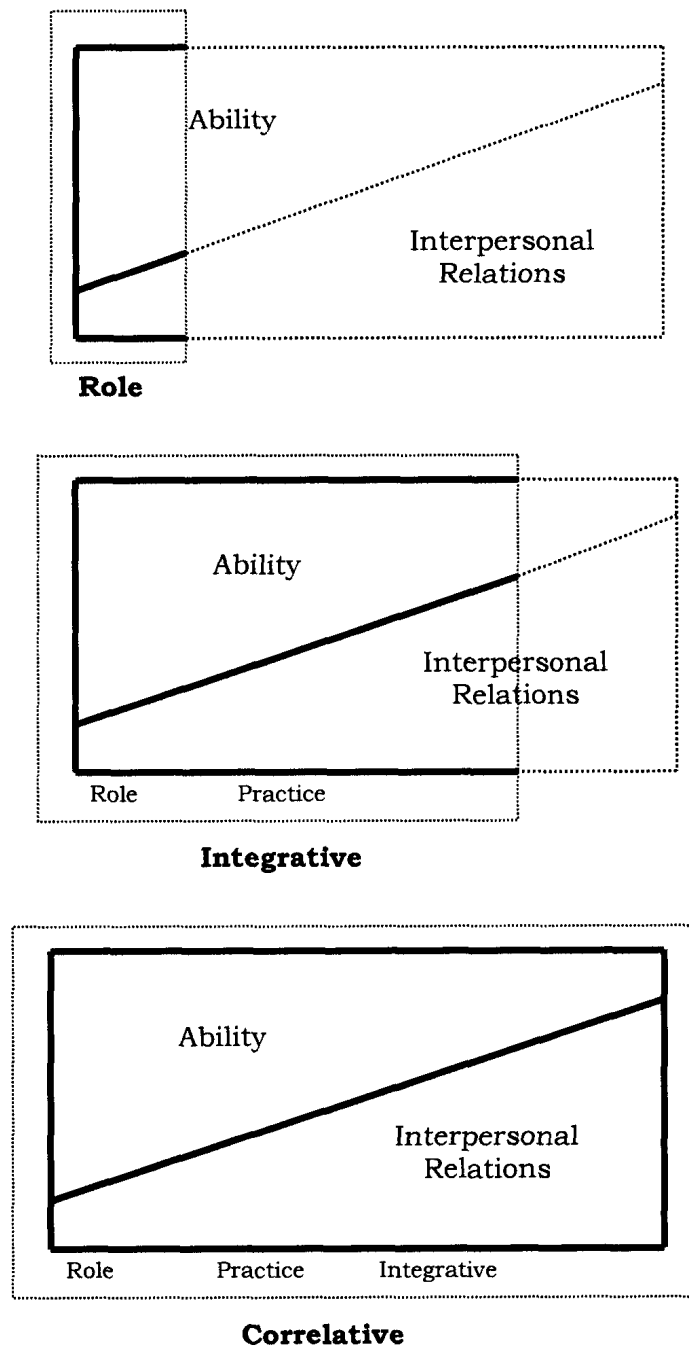 Ability
Interpersonal
Relations
Role
Ability
Interpersonal
Relations
Role Practice
Integrative
Ability
Interpersonal
Relations
Role Practice Integrative
Correlative